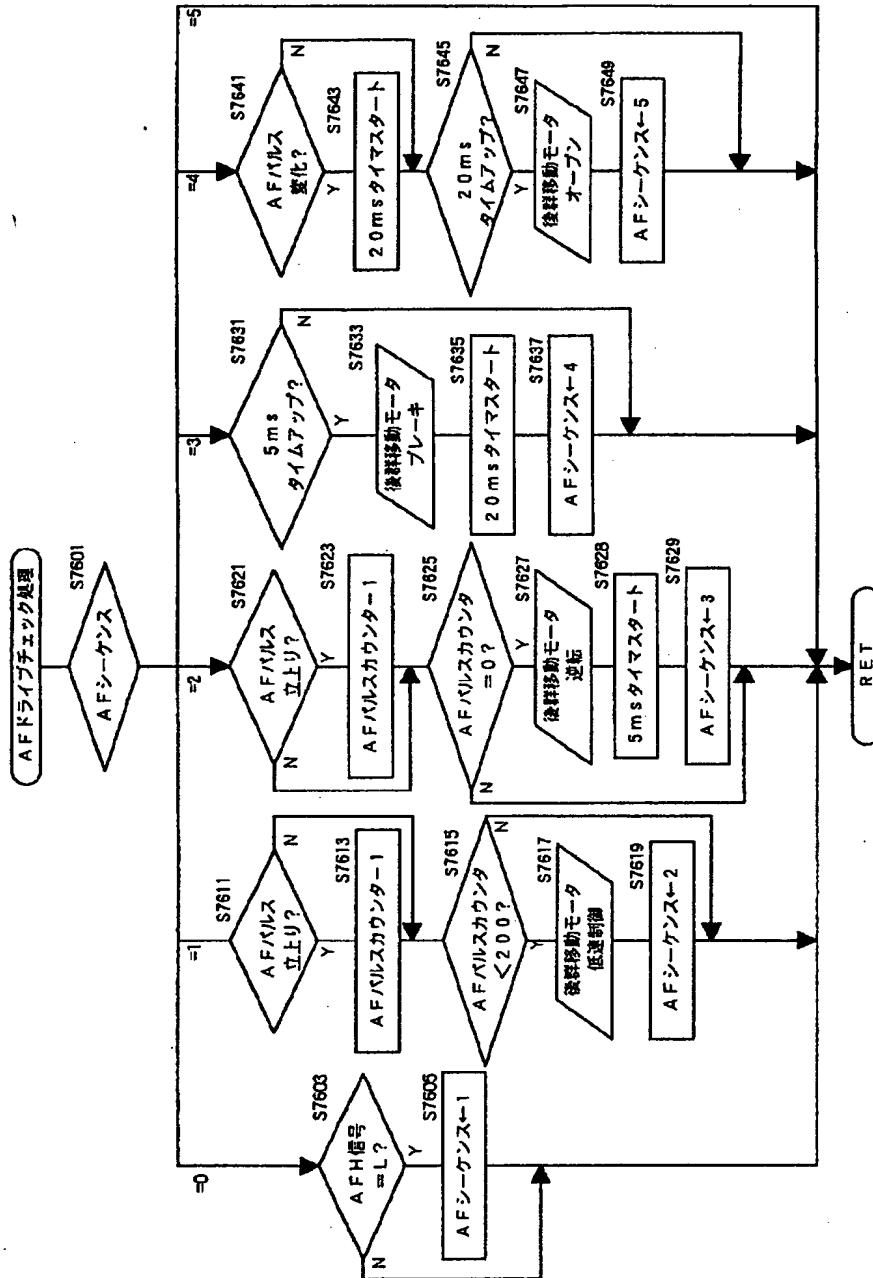 AFドライブチェック処理
S7601
AFシーケンス
=0
S7603
AFH信号
=L?
Y
N
S7605
AFシーケンス←1
=1
S7611
AFパルス
立上り?
N
Y
S7613
AFパルスカウンター1
S7615
AFパルスカウンタ
<200?
N
Y
S7617
後群移動モータ
低速制御
S7619
AFシーケンス←2
=2
S7621
AFパルス
立上り?
N
Y
S7623
AFパルスカウンター1
S7625
AFパルスカウンタ
=0?
N
Y
S7627
後群移動モータ
逆転
S7628
5msタイマスタート
S7629
AFシーケンス←3
=3
S7631
5ms
タイムアップ?
N
Y
S7633
後群移動モータ
ブレーキ
S7635
20msタイマスタート
S7637
AFシーケンス←4
=4
S7641
AFパルス
変化?
N
Y
S7643
20msタイマスタート
S7645
20ms
タイムアップ?
N
Y
S7647
後群移動モータ
オープン
S7649
AFシーケンス←5
=5
RET